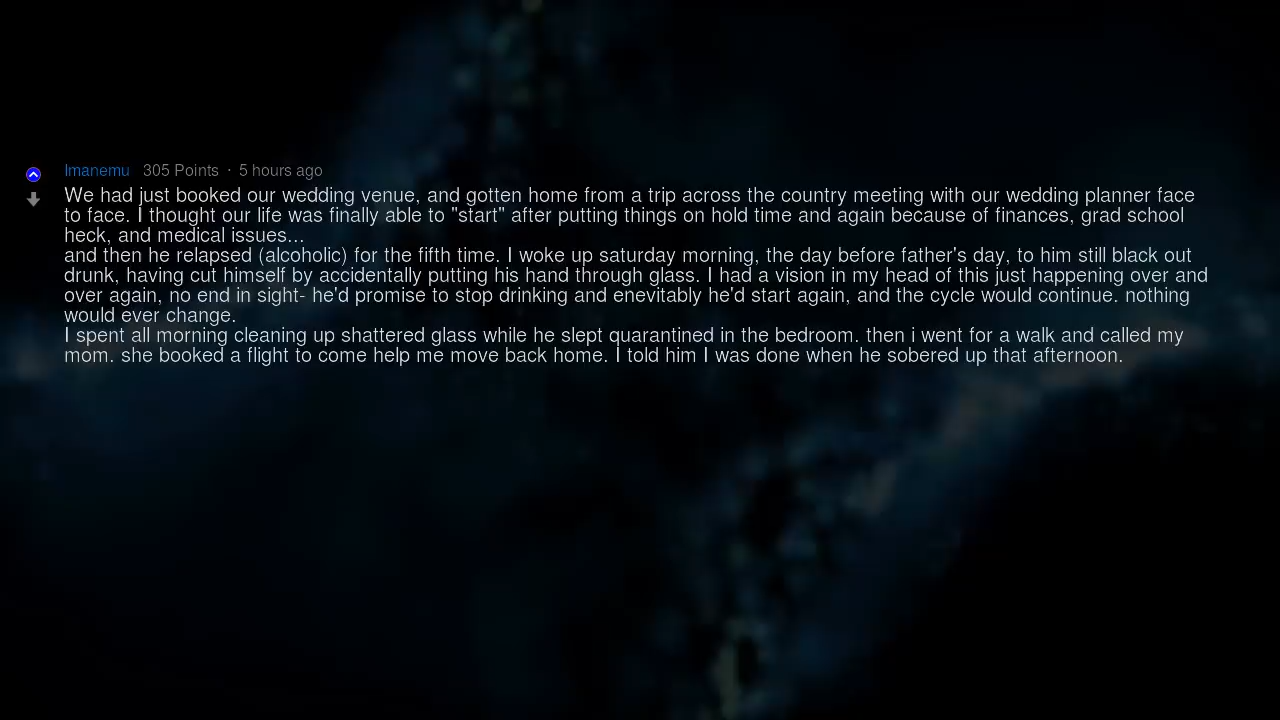 Imanemu 305 Points · 5 hours ago
We had just booked our wedding venue, and gotten home from a trip across the country meeting with our wedding planner face
to face. I thought our life was finally able to "start" after putting things on hold time and again because of finances, grad school
heck, and medical issues...
and then he relapsed (alcoholic) for the fifth time. I woke up saturday morning, the day before father's day, to him still black out
drunk, having cut himself by accidentally putting his hand through glass. I had a vision in my head of this just happening over and
over again, no end in sight- he'd promise to stop drinking and enevitably he'd start again, and the cycle would continue. nothing
would ever change.
I spent all morning cleaning up shattered glass while he slept quarantined in the bedroom. then i went for a walk and called my
mom. she booked a flight to come help me move back home. I told him I was done when he sobered up that afternoon.